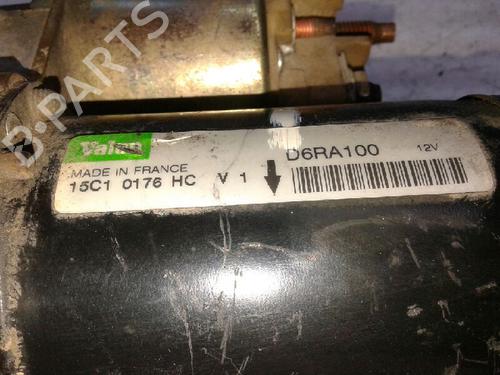 B-PARTS
Valeo
MADE IN FRANCE
15C1 0176 HC V 1
D6RA100 12V